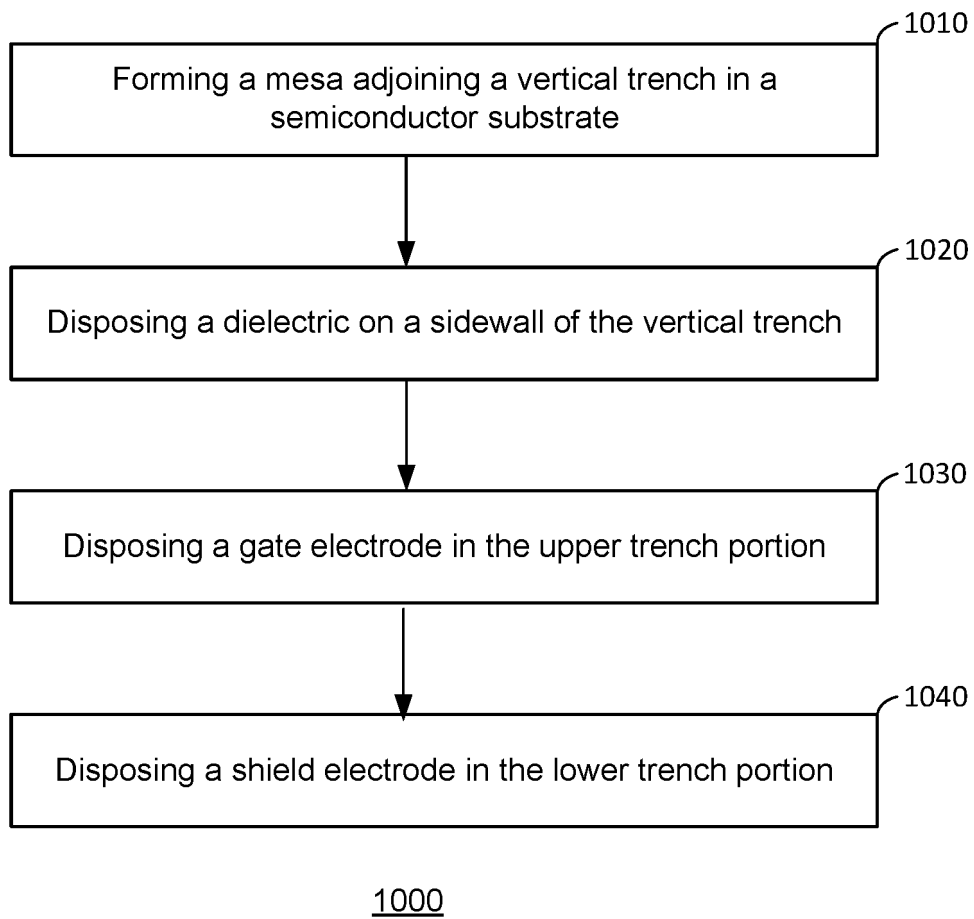 1010
Forming a mesa adjoining a vertical trench in a
semiconductor substrate
1020
Disposing a dielectric on a sidewall of the vertical trench
1030
Disposing a gate electrode in the upper trench portion
1040
Disposing a shield electrode in the lower trench portion
1000